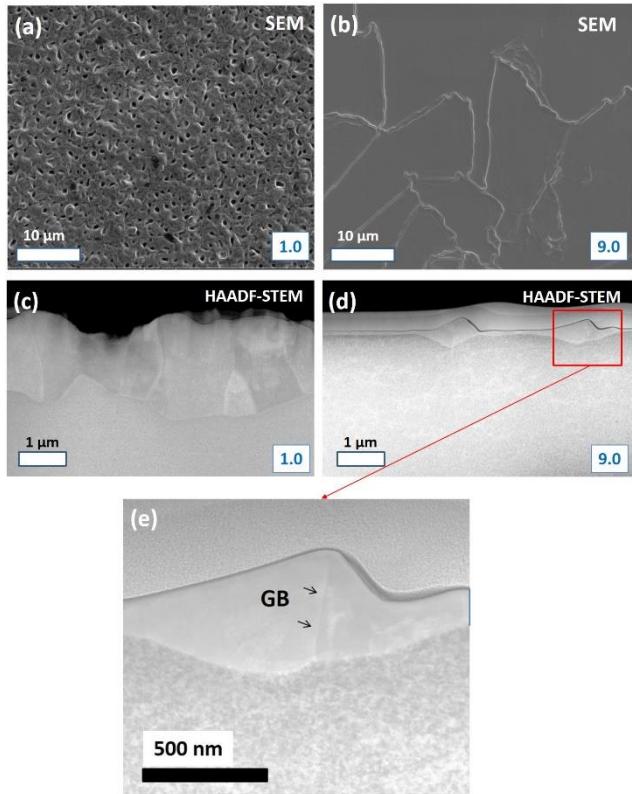 (a) SEM
10 µm 1.0
(b) SEM
10 µm 9.0
(c) HAADF-STEM
1 µm 1.0
(d) HAADF-STEM
1 µm 9.0
(e)
GB
500 nm